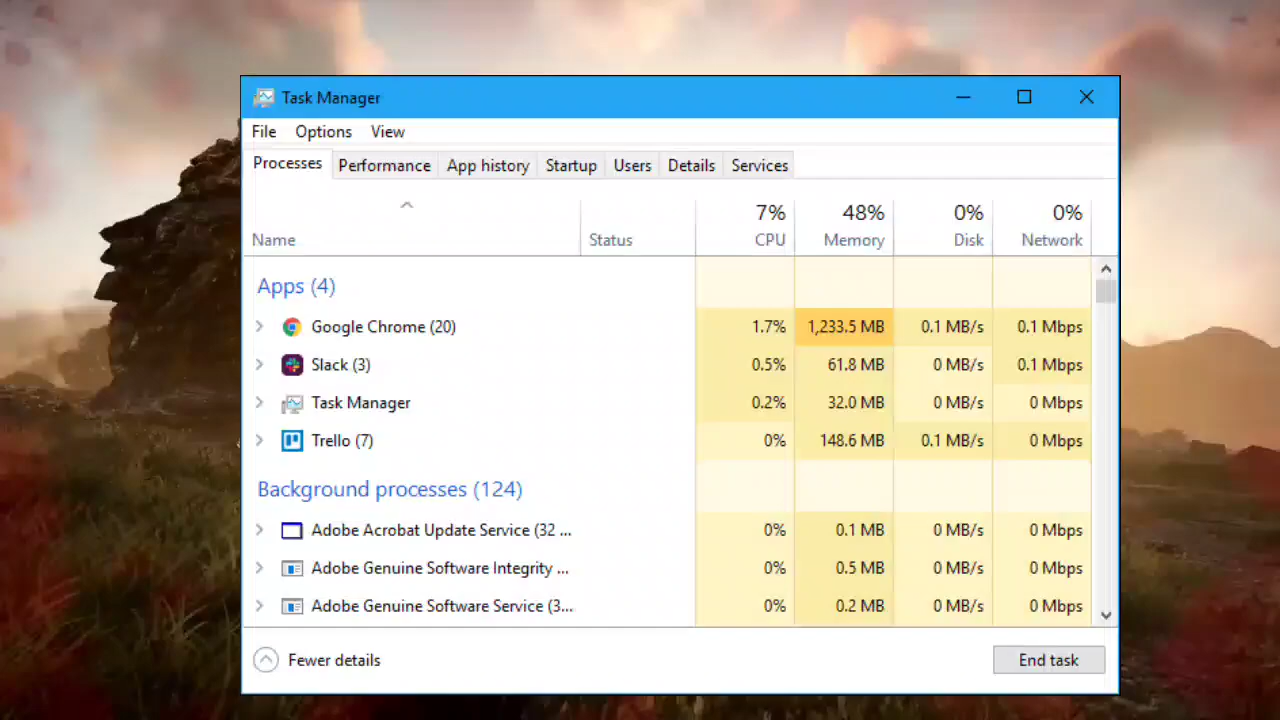 Task Manager
File Options View
Processes Performance App history Startup Users Details Services
7% 48% 0% 0%
Name Status CPU Memory Disk Network
Apps (4)
Google Chrome (20) 1.7% 1,233.5 MB 0.1 MB/s 0.1 Mbps
Slack (3) 0.5% 61.8 MB 0 MB/s 0.1 Mbps
Task Manager 0.2% 32.0 MB 0 MB/s 0 Mbps
Trello (7) 0% 148.6 MB 0.1 MB/s 0 Mbps
Background processes (124)
Adobe Acrobat Update Service (32 ... 0% 0.1 MB 0 MB/s 0 Mbps
Adobe Genuine Software Integrity ... 0% 0.5 MB 0 MB/s 0 Mbps
Adobe Genuine Software Service (3... 0% 0.2 MB 0 MB/s 0 Mbps
Fewer details End task